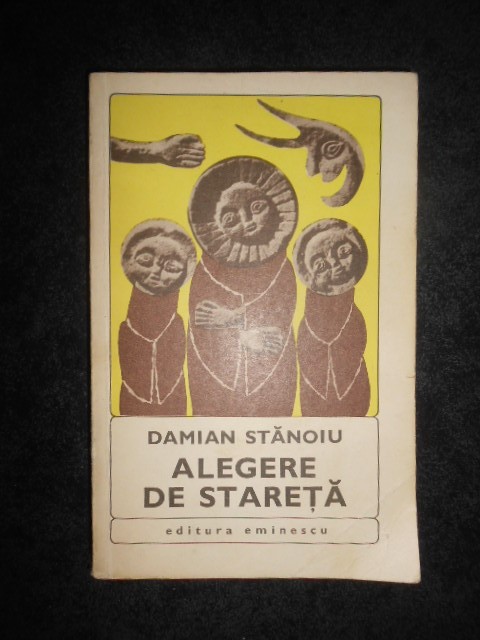 DAMIAN STĂNOIU
ALEGERE
DE STAREȚĂ
editura eminescu